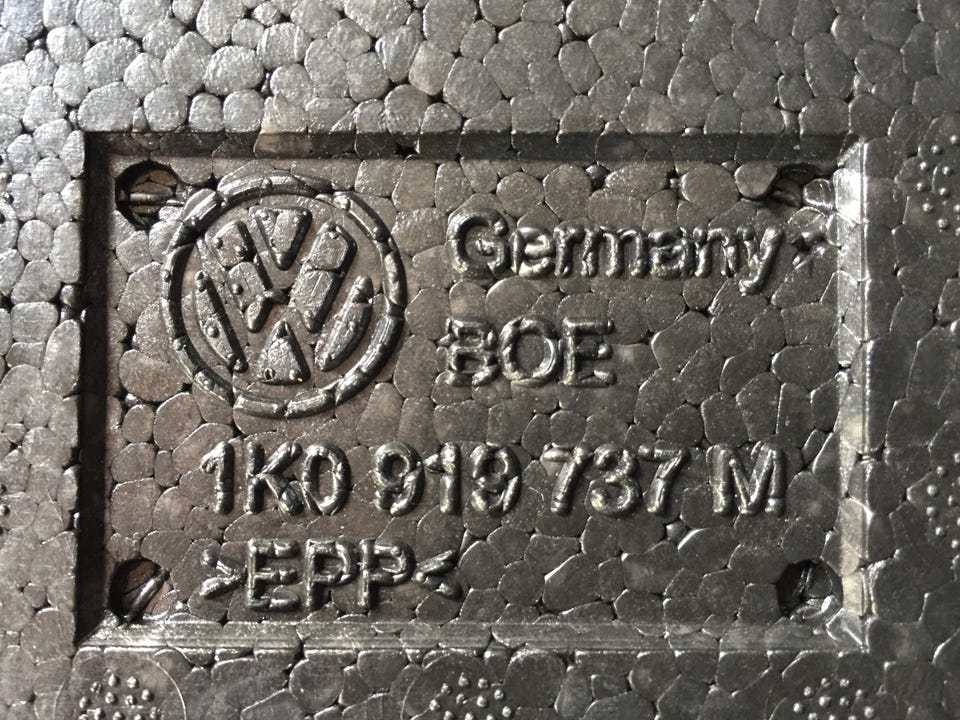 Germany
BOE
1K0 919 737 M
>EPP<